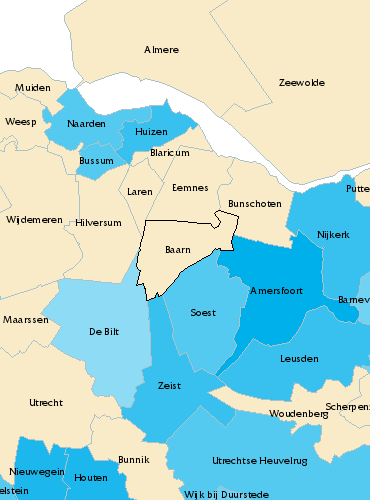 Almere
Zeewolde
Muiden
Weesp
Naarden
Huizen
Bussum
Blaricum
Laren
Eemnes
Putte
Wijdemeren
Hilversum
Bunschoten
Nijkerk
Baarn
Amersfoort
Barnev
Maarssen
De Bilt
Soest
Leusden
Zeist
Utrecht
Woudenberg
Scherpenz
Bunnik
Utrechtse Heuvelrug
Nieuwegein
Houten
elstein
Wijk bij Duurstede